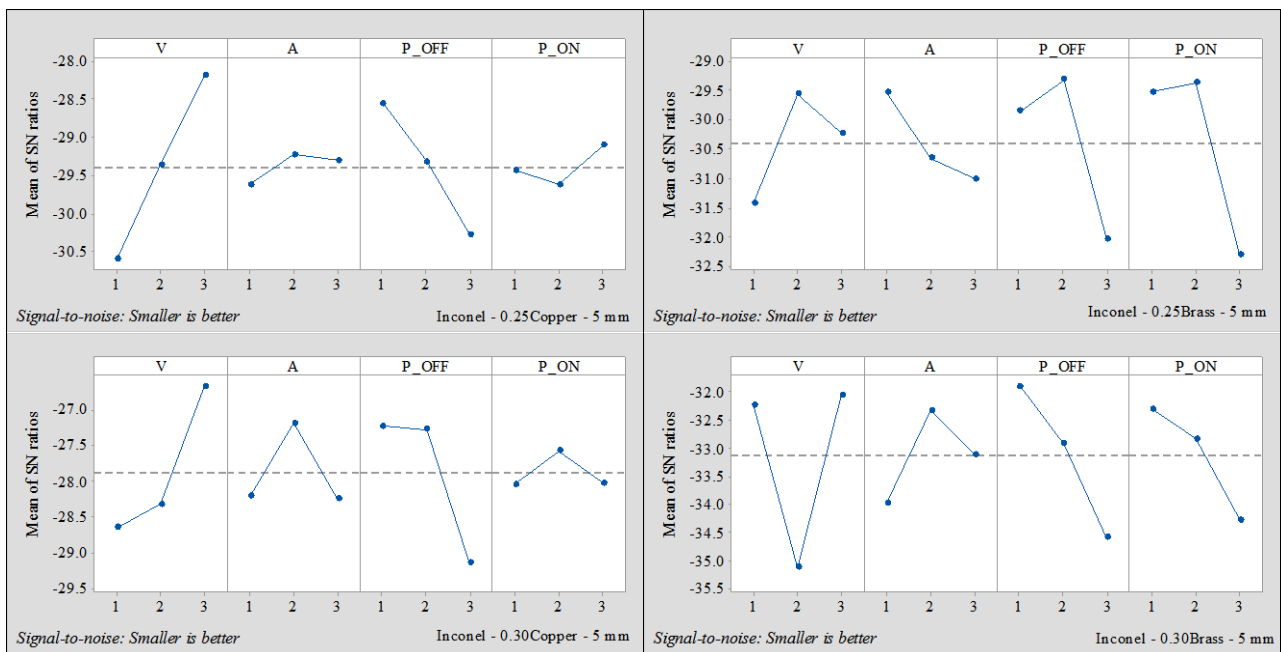 V A P_OFF P_ON
Mean of SN ratios
-28.0
-28.5
-29.0
-29.5
-30.0
-30.5
1 2 3 1 2 3 1 2 3 1 2 3
Signal-to-noise: Smaller is better
Inconel - 0.25Copper - 5 mm
V A P_OFF P_ON
Mean of SN ratios
-29.0
-29.5
-30.0
-30.5
-31.0
-31.5
-32.0
-32.5
1 2 3 1 2 3 1 2 3 1 2 3
Signal-to-noise: Smaller is better
Inconel - 0.25Brass - 5 mm
V A P_OFF P_ON
Mean of SN ratios
-27.0
-27.5
-28.0
-28.5
-29.0
-29.5
1 2 3 1 2 3 1 2 3 1 2 3
Signal-to-noise: Smaller is better
Inconel - 0.30Copper - 5 mm
V A P_OFF P_ON
Mean of SN ratios
-32.0
-32.5
-33.0
-33.5
-34.0
-34.5
-35.0
-35.5
1 2 3 1 2 3 1 2 3 1 2 3
Signal-to-noise: Smaller is better
Inconel - 0.30Brass - 5 mm